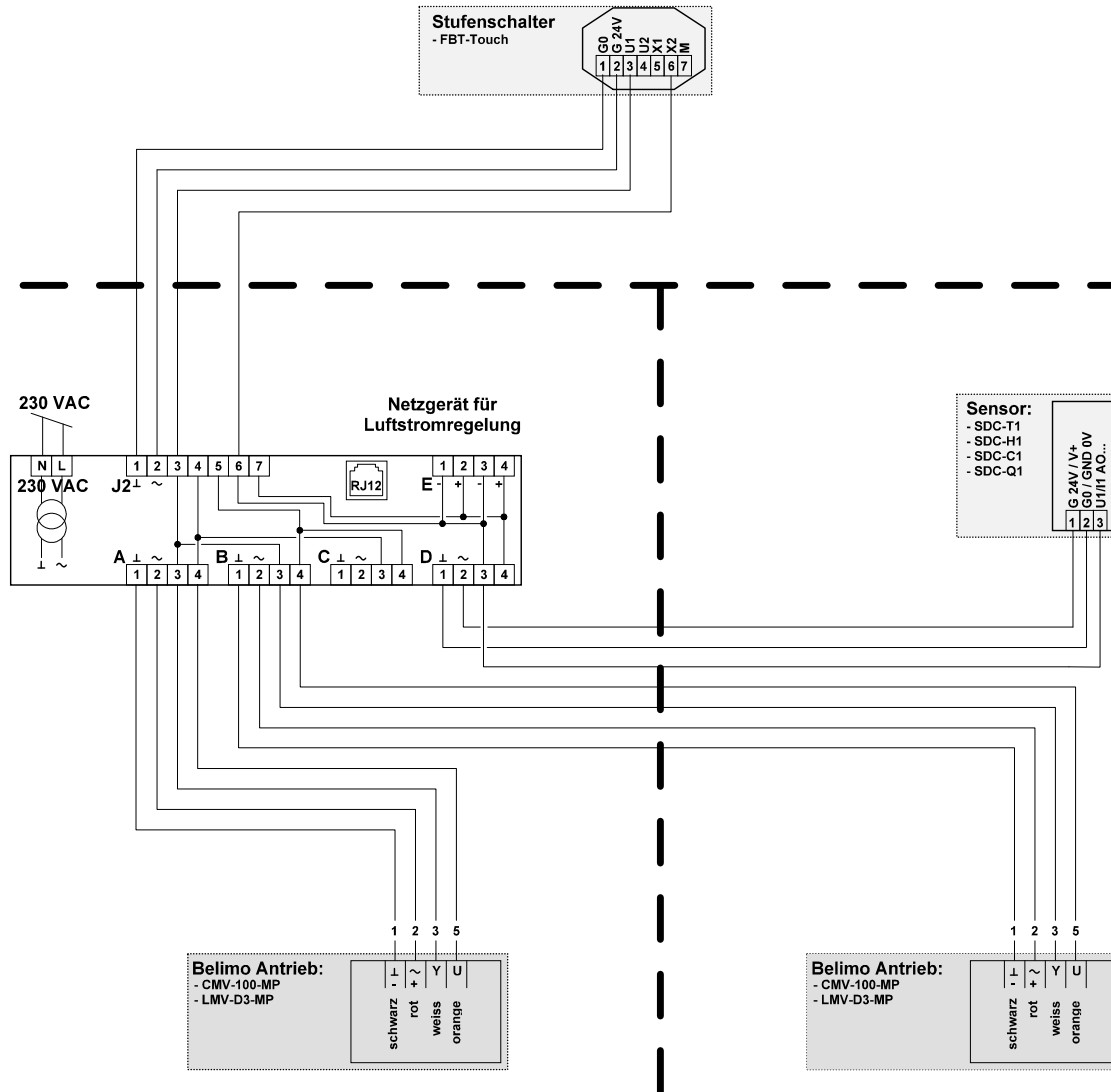 Stufenschalter
- FBT-Touch
G0
G 24V
U1
U2
X1
X2
M
1 2 3 4 5 6 7
230 VAC
Netzgerät für
Luftstromregelung
N L
1 2 3 4 5 6 7
RJ12
1 2 3 4
230 VAC
J2 ⊥ ~
E - + - +
⊥ ~
A ⊥ ~
B ⊥ ~
C ⊥ ~
D ⊥ ~
1 2 3 4
1 2 3 4
1 2 3 4
1 2 3 4
Sensor:
- SDC-T1
- SDC-H1
- SDC-C1
- SDC-Q1
G 24V / V+
G0 / GND 0V
U1/I1 AO...
1 2 3
1 2 3 5
Belimo Antrieb:
- CMV-100-MP
- LMV-D3-MP
⊥ ~ Y U
- +
schwarz
rot
weiss
orange
1 2 3 5
Belimo Antrieb:
- CMV-100-MP
- LMV-D3-MP
⊥ ~ Y U
- +
schwarz
rot
weiss
orange